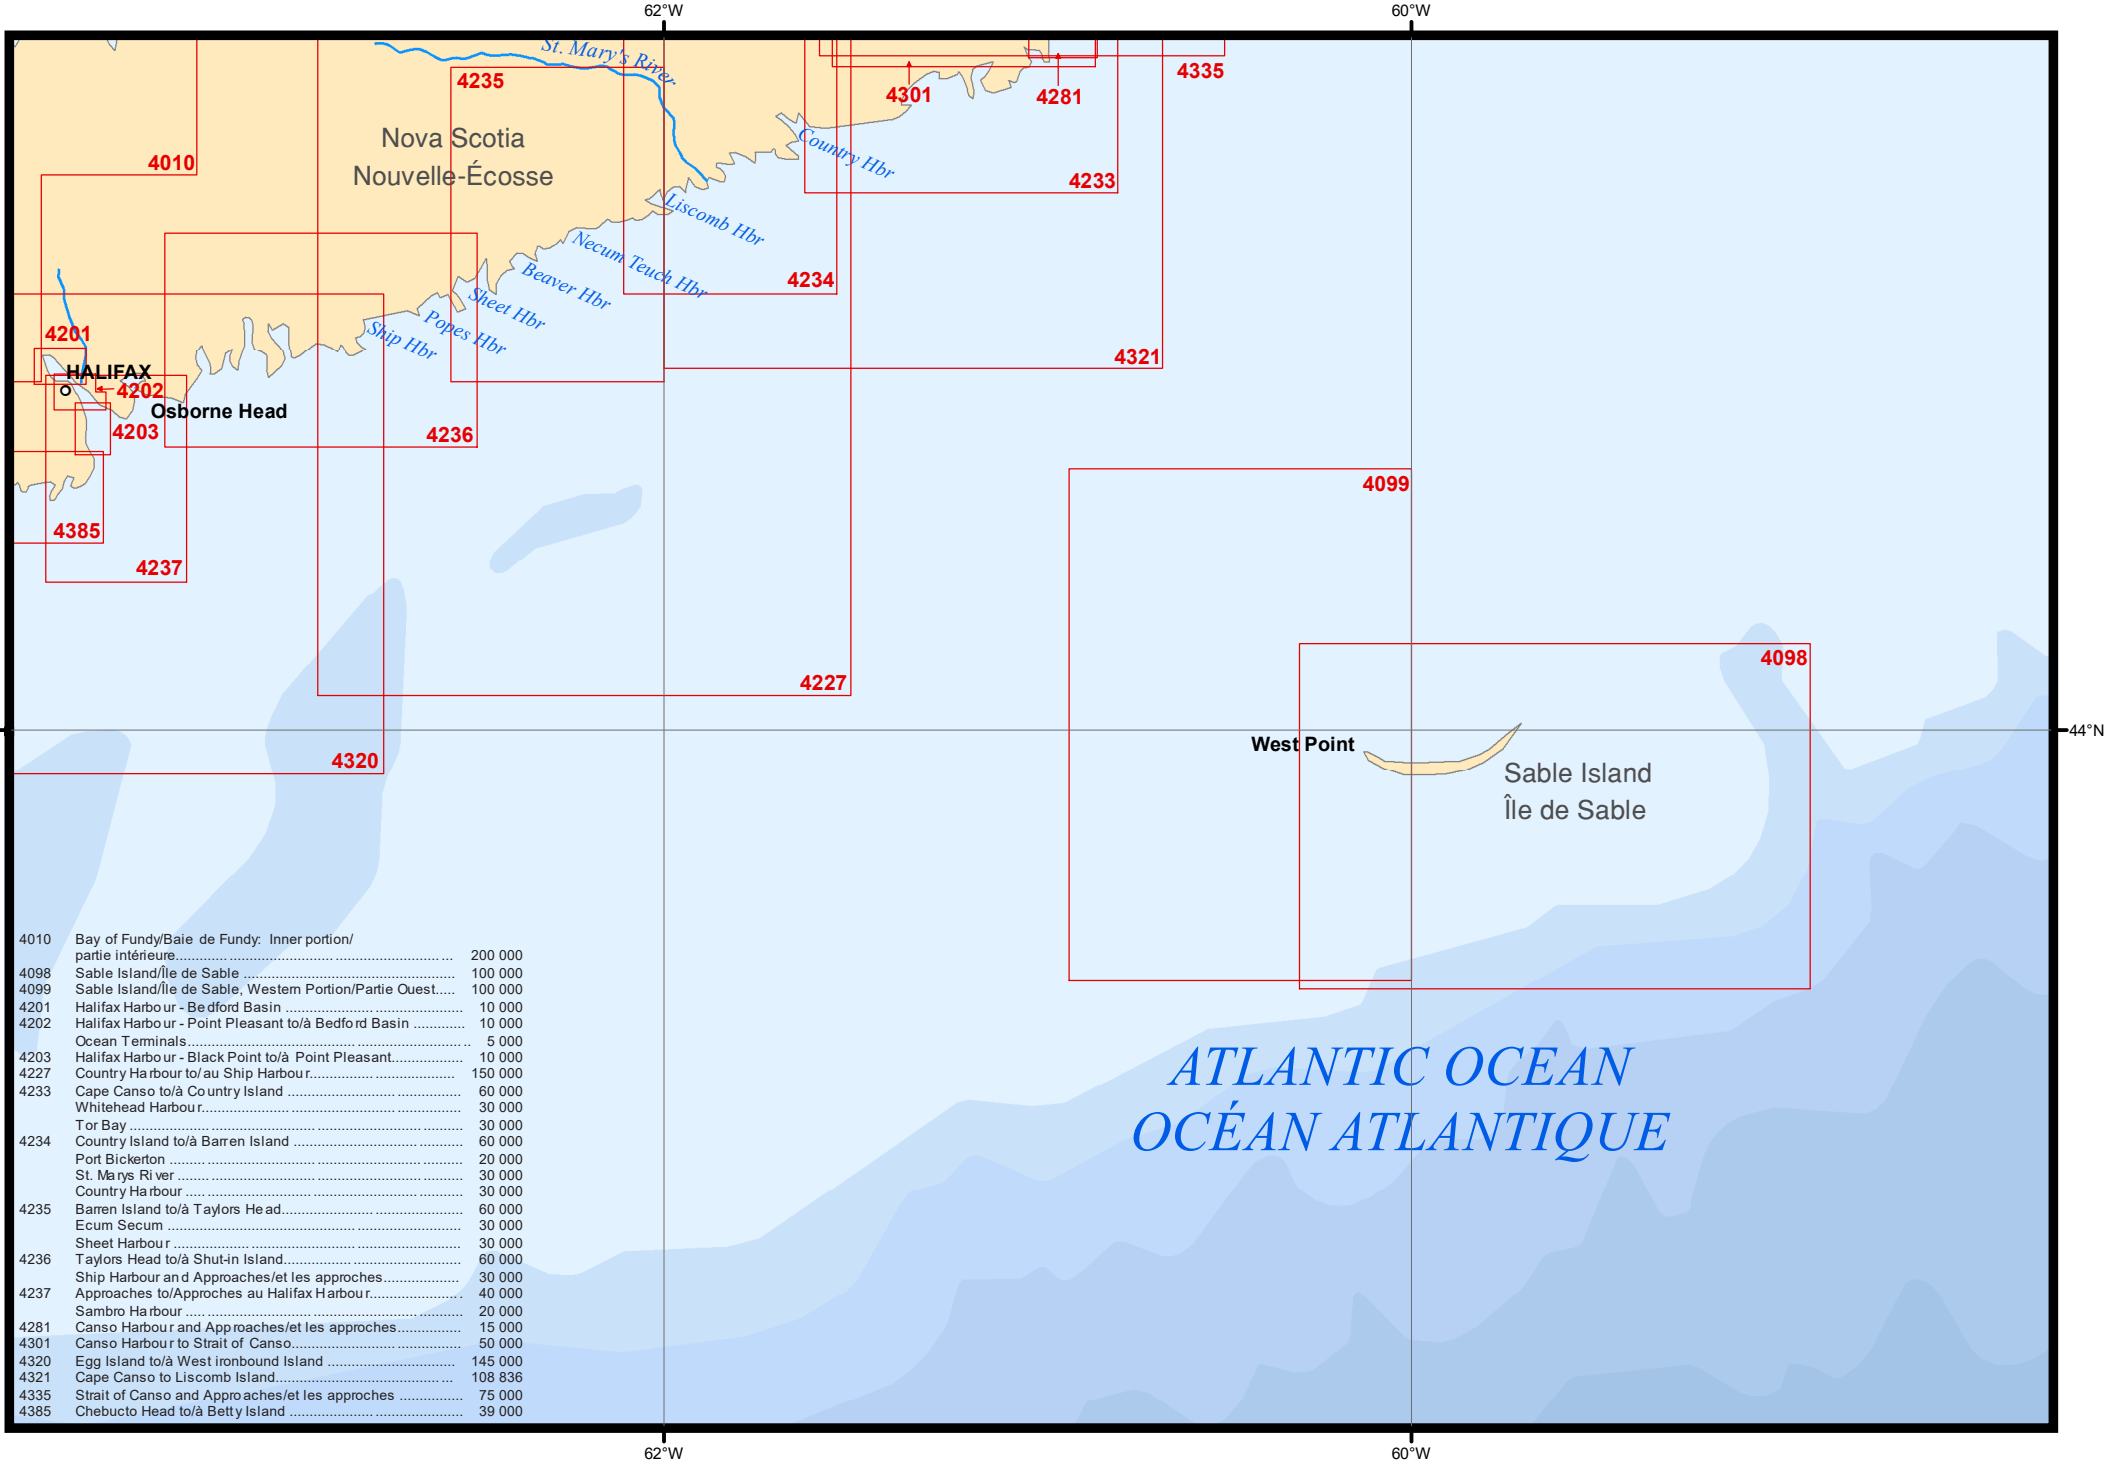 62°W
60°W
St. Mary's River
4235
4335
4301
4281
Nova Scotia
Nouvelle-Écosse
4010
Country Hbr
4233
Liscomb Hbr
Necum Teuch Hbr
4234
Beaver Hbr
Sheet Hbr
Popes Hbr
Ship Hbr
4201
4321
HALIFAX
4202
Osborne Head
4203
4236
4099
4385
4237
4098
4227
44°N
West Point
4320
Sable Island
Île de Sable
ATLANTIC OCEAN
OCÉAN ATLANTIQUE
4010 Bay of Fundy/Baie de Fundy: Inner portion/
partie intérieure 200 000
4098 Sable Island/Île de Sable 100 000
4099 Sable Island/Île de Sable, Western Portion/Partie Ouest 100 000
4201 Halifax Harbour - Bedford Basin 10 000
4202 Halifax Harbour - Point Pleasant to/à Bedford Basin 10 000
Ocean Terminals 5 000
4203 Halifax Harbour - Black Point to/à Point Pleasant 10 000
4227 Country Harbour to/au Ship Harbour 150 000
4233 Cape Canso to/à Country Island 60 000
Whitehead Harbour 30 000
Tor Bay 30 000
4234 Country Island to/à Barren Island 60 000
Port Bickerton 20 000
St. Marys River 30 000
Country Harbour 30 000
4235 Barren Island to/à Taylors Head 60 000
Ecum Secum 30 000
Sheet Harbour 30 000
4236 Taylors Head to/à Shut-in Island 60 000
Ship Harbour and Approaches/et les approches 30 000
4237 Approaches to/Approches au Halifax Harbour 40 000
Sambro Harbour 20 000
4281 Canso Harbour and Approaches/et les approches 15 000
4301 Canso Harbour to Strait of Canso 50 000
4320 Egg Island to/à West ironbound Island 145 000
4321 Cape Canso to Liscomb Island 108 836
4335 Strait of Canso and Approaches/et les approches 75 000
4385 Chebucto Head to/à Betty Island 39 000
62°W
60°W